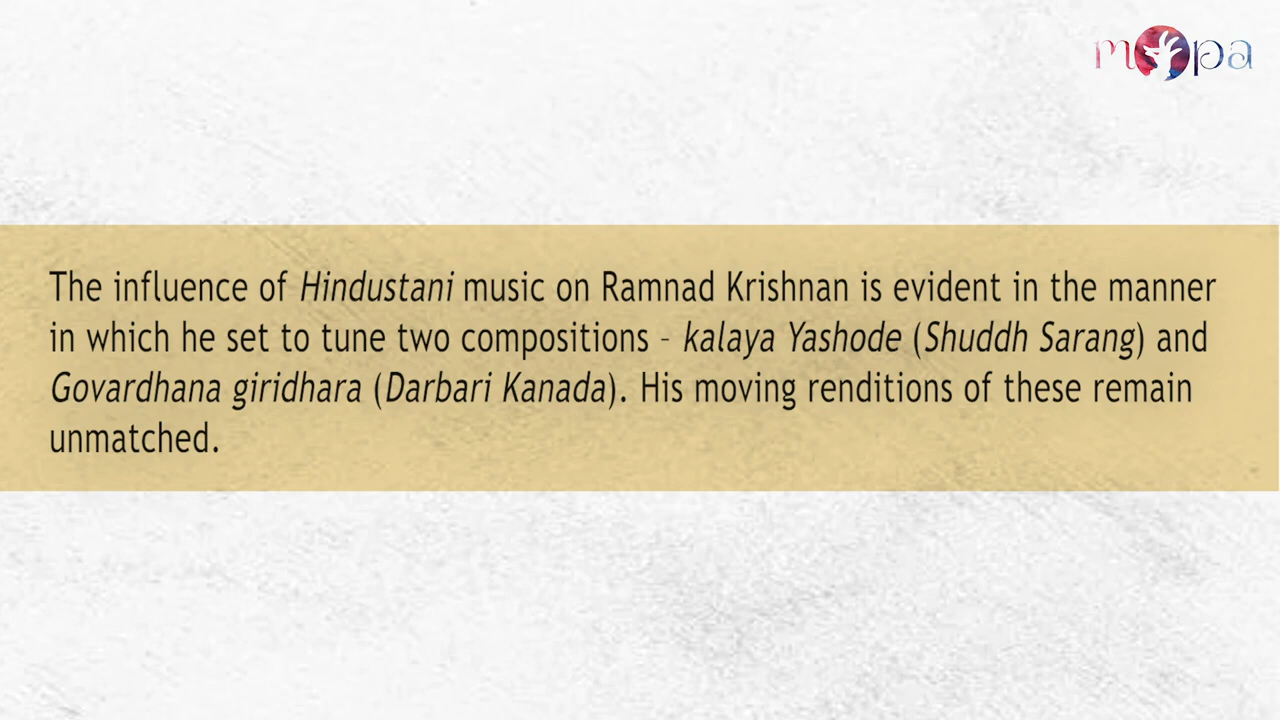 mopa
The influence of Hindustani music on Ramnad Krishnan is evident in the manner
in which he set to tune two compositions - kalaya Yashode (Shuddh Sarang) and
Govardhana giridhara (Darbari Kanada). His moving renditions of these remain
unmatched.